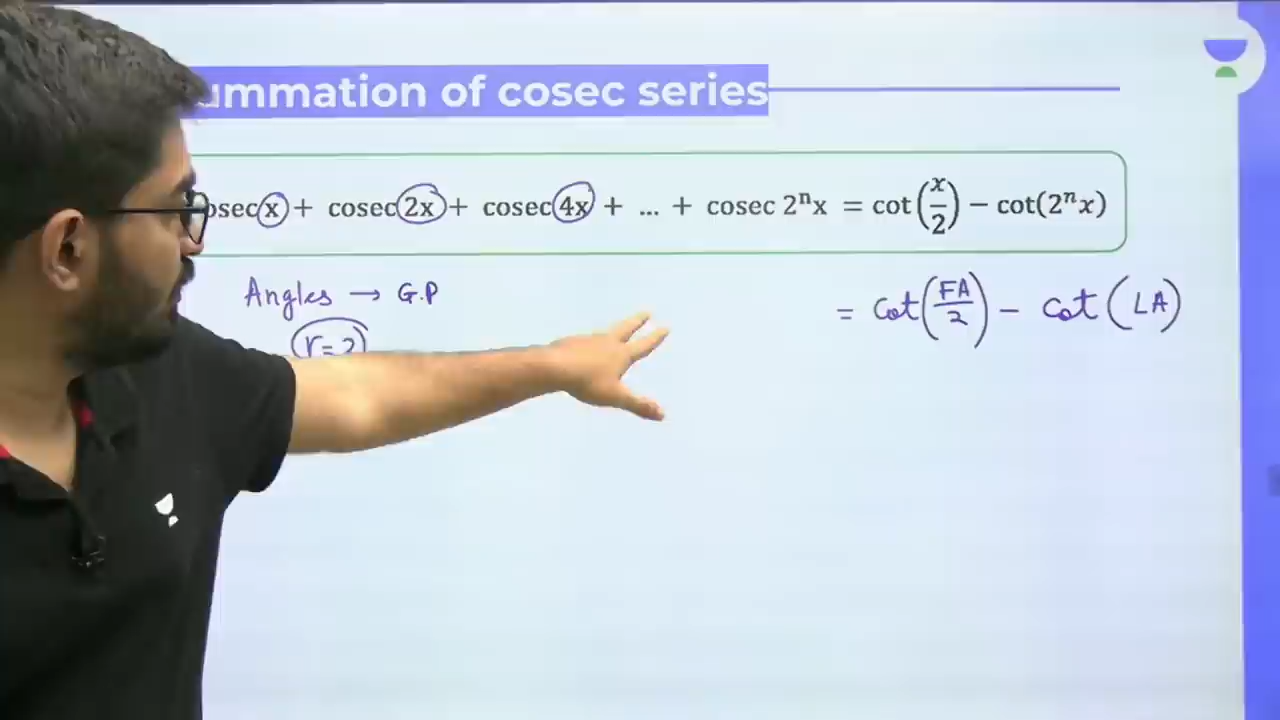 ummation of cosec series
osec x + cosec 2x + cosec 4x + ... + cosec 2ⁿx = cot(x/2) − cot(2ⁿx)
Angles → G.P = cot(FA/2) − cot(LA)
r=2